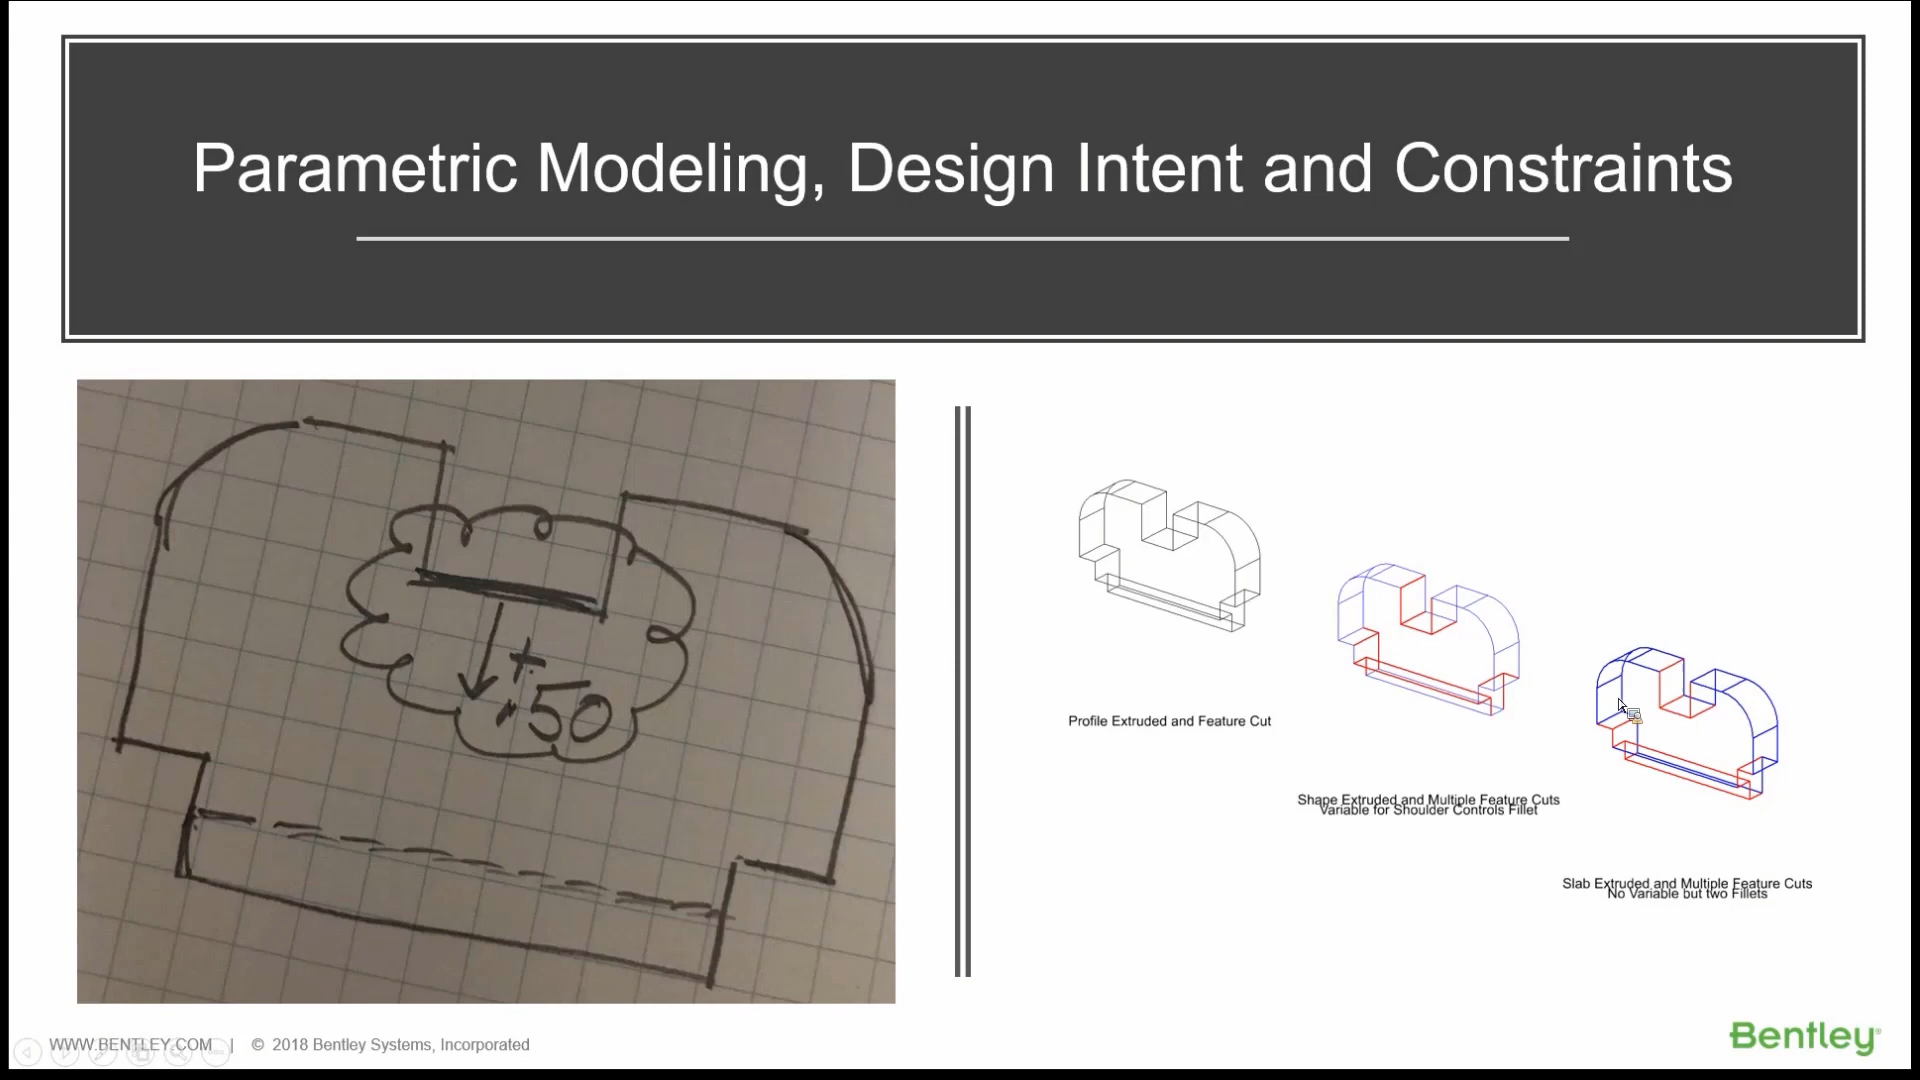 Parametric Modeling, Design Intent and Constraints
+.
.50
Profile Extruded and Feature Cut
Shape Extruded and Multiple Feature Cuts
Variable for Shoulder Controls Fillet
Slab Extruded and Multiple Feature Cuts
No Variable but two Fillets
WWW.BENTLEY.COM | © 2018 Bentley Systems, Incorporated
Bentley®